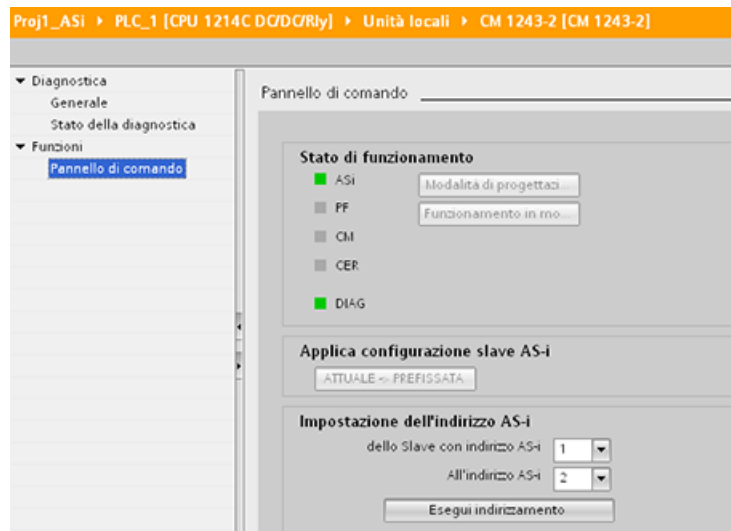 Proj1_ASi ▸ PLC_1 [CPU 1214C DC/DC/Rly] ▸ Unità locali ▸ CM 1243-2 [CM 1243-2]
Diagnostica
Generale
Stato della diagnostica
Funzioni
Pannello di comando
Pannello di comando
Stato di funzionamento
ASi
Modalità di progettazi...
PF
Funzionamento in mo...
CM
CER
DIAG
Applica configurazione slave AS-i
ATTUALE -> PREFISSATA
Impostazione dell'indirizzo AS-i
dello Slave con indirizzo AS-i 1
All'indirizzo AS-i 2
Esegui indirizzamento